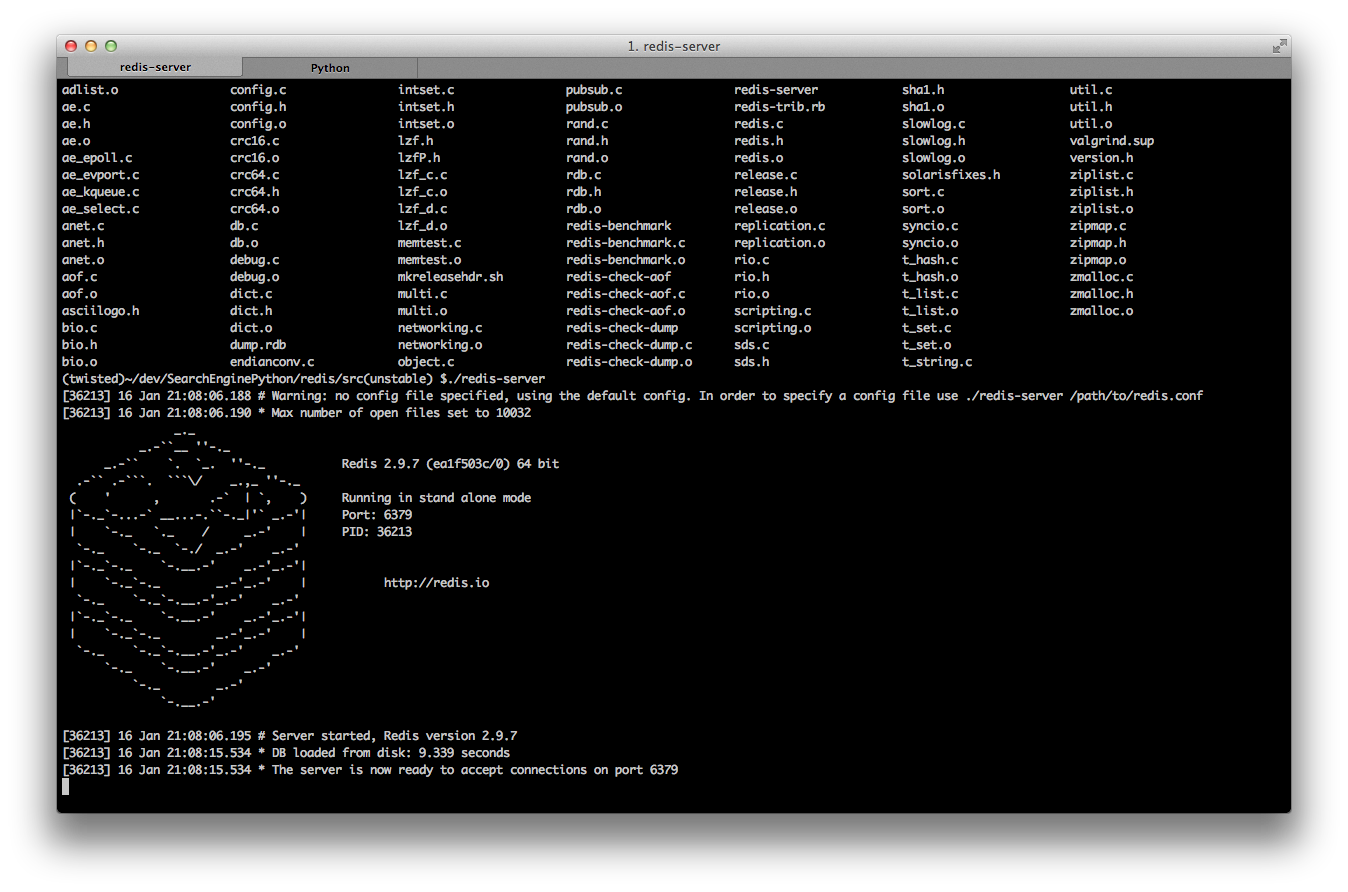 1. redis-server
redis-server Python
adlist.o config.c intset.c pubsub.c redis-server sha1.h util.c
ae.c config.h intset.h pubsub.o redis-trib.rb sha1.o util.h
ae.h config.o intset.o rand.c redis.c slowlog.c util.o
ae.o crc16.c lzf.h rand.h redis.h slowlog.h valgrind.sup
ae_epoll.c crc16.o lzfP.h rand.o redis.o slowlog.o version.h
ae_evport.c crc64.c lzf_c.c rdb.c release.c solarisfixes.h ziplist.c
ae_kqueue.c crc64.h lzf_c.o rdb.h release.h sort.c ziplist.h
ae_select.c crc64.o lzf_d.c rdb.o release.o sort.o ziplist.o
anet.c db.c lzf_d.o redis-benchmark replication.c syncio.c zipmap.c
anet.h db.o memtest.c redis-benchmark.c replication.o syncio.o zipmap.h
anet.o debug.c memtest.o redis-benchmark.o rio.c t_hash.c zipmap.o
aof.c debug.o mkreleasehdr.sh redis-check-aof rio.h t_hash.o zmalloc.c
aof.o dict.c multi.c redis-check-aof.c rio.o t_list.c zmalloc.h
asciilogo.h dict.h multi.o redis-check-aof.o scripting.c t_list.o zmalloc.o
bio.c dict.o networking.c redis-check-dump scripting.o t_set.c
bio.h dump.rdb networking.o redis-check-dump.c sds.c t_set.o
bio.o endianconv.c object.c redis-check-dump.o sds.h t_string.c
(twisted)~/dev/SearchEnginePython/redis/src(unstable) $./redis-server
[36213] 16 Jan 21:08:06.188 # Warning: no config file specified, using the default config. In order to specify a config file use ./redis-server /path/to/redis.conf
[36213] 16 Jan 21:08:06.190 * Max number of open files set to 10032
Redis 2.9.7 (ea1f503c/0) 64 bit
Running in stand alone mode
Port: 6379
PID: 36213
http://redis.io
[36213] 16 Jan 21:08:06.195 # Server started, Redis version 2.9.7
[36213] 16 Jan 21:08:15.534 * DB loaded from disk: 9.339 seconds
[36213] 16 Jan 21:08:15.534 * The server is now ready to accept connections on port 6379